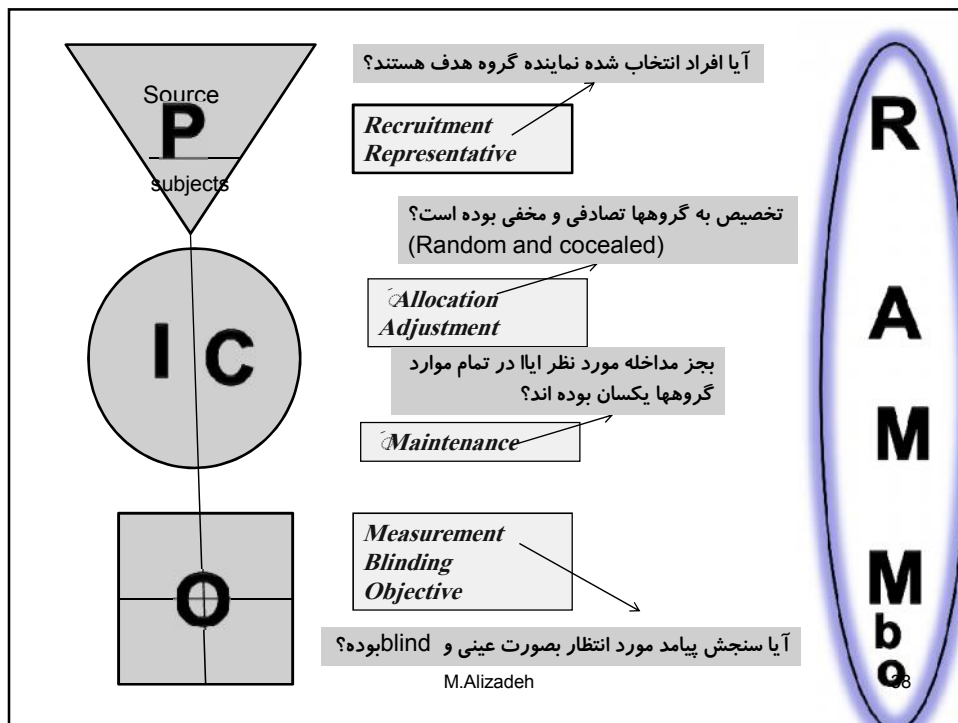 Source
P
subjects
I C
O
آیا افراد انتخاب شده نماینده گروه هدف هستند؟
Recruitment
Representative
تخصیص به گروهها تصادفی و مخفی بوده است؟
(Random and cocealed)
Allocation
Adjustment
بجز مداخله مورد نظر ایاا در تمام موارد
گروهها یکسان بوده اند؟
Maintenance
Measurement
Blinding
Objective
آیا سنجش پیامد مورد انتظار بصورت عینی و blindبوده؟
M.Alizadeh
R
A
M
M
b
o
38